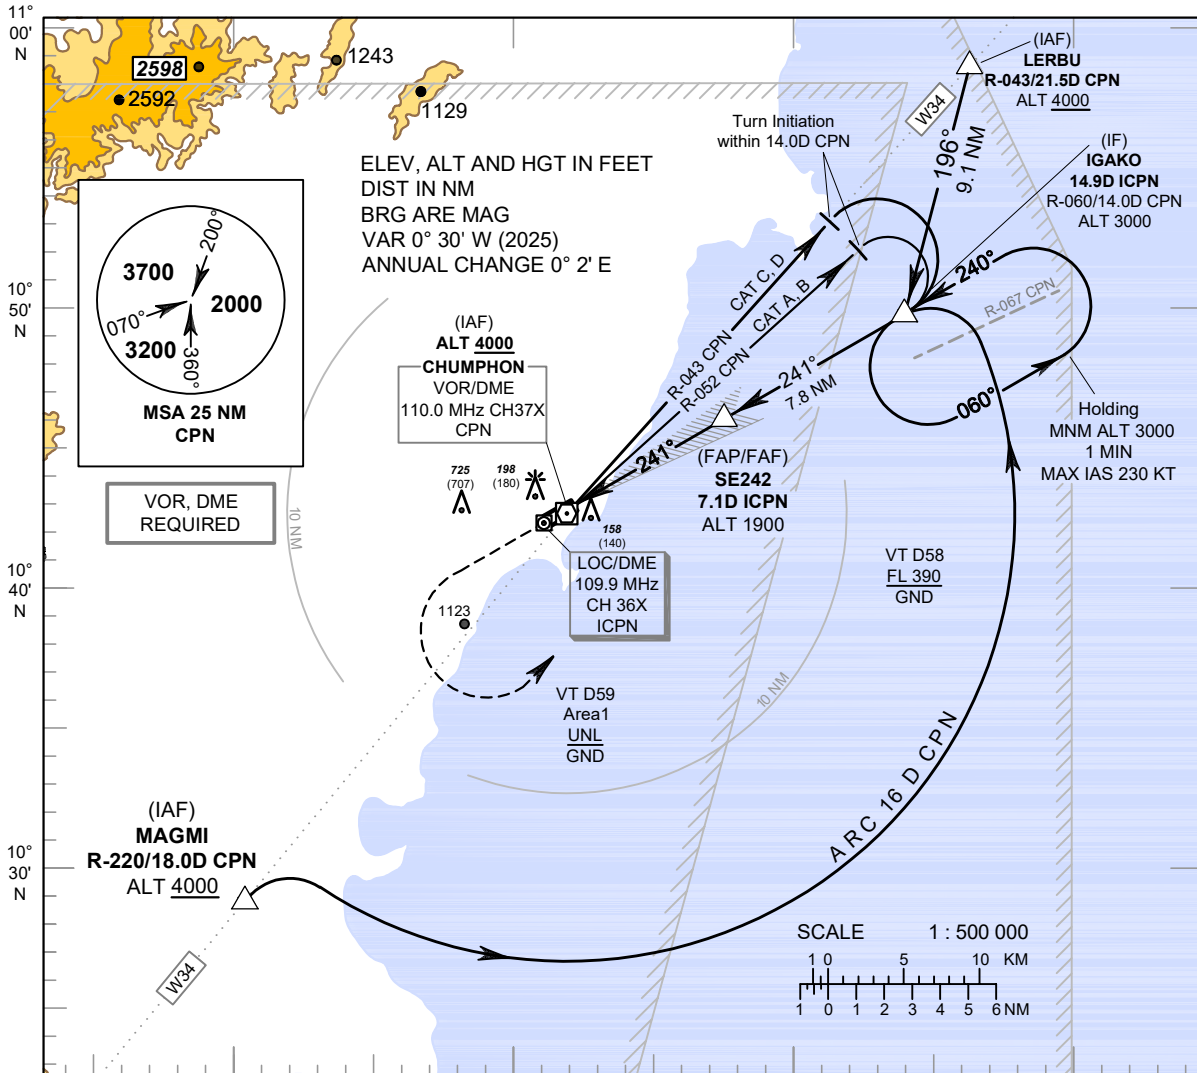 11°
00'
N
2598
2592
1243
1129
(IAF)
LERBU
R-043/21.5D CPN
ALT 4000
W34
Turn Initiation
within 14.0D CPN
196°
9.1 NM
(IF)
IGAKO
14.9D ICPN
R-060/14.0D CPN
ALT 3000
ELEV, ALT AND HGT IN FEET
DIST IN NM
BRG ARE MAG
VAR 0° 30' W (2025)
ANNUAL CHANGE 0° 2' E
200°
3700
2000
070°
3200
360°
MSA 25 NM
CPN
10°
50'
N
CAT C, D
CAT A, B
R-043 CPN
R-052 CPN
240°
R-067 CPN
060°
241°
7.8 NM
241°
Holding
MNM ALT 3000
1 MIN
MAX IAS 230 KT
(IAF)
ALT 4000
CHUMPHON
VOR/DME
110.0 MHz CH37X
CPN
VOR, DME
REQUIRED
10 NM
725
(707)
198
(180)
158
(140)
(FAP/FAF)
SE242
7.1D ICPN
ALT 1900
LOC/DME
109.9 MHz
CH 36X
ICPN
VT D58
FL 390
GND
10°
40'
N
1123
VT D59
Area1
UNL
GND
10 NM
ARC 16 D CPN
(IAF)
MAGMI
R-220/18.0D CPN
ALT 4000
10°
30'
N
W34
SCALE 1 : 500 000
1 0 5 10 KM
1 0 1 2 3 4 5 6 NM